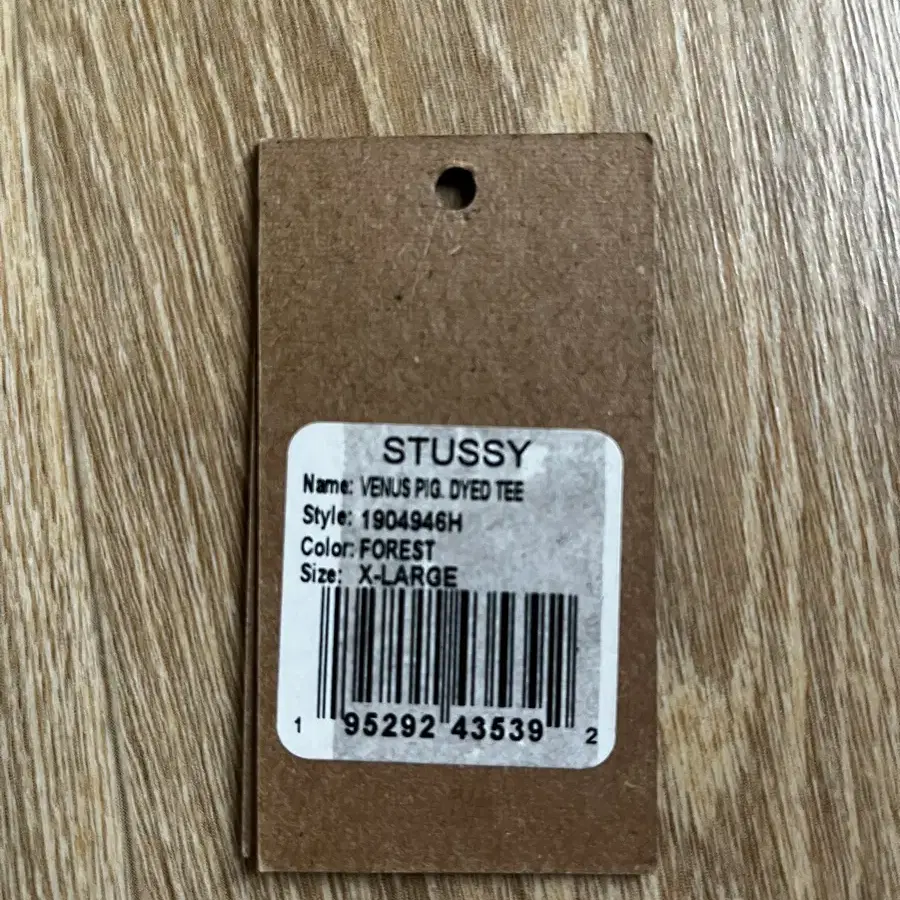 STUSSY
Name: VENUS PIG. DYED TEE
Style: 1904946H
Color: FOREST
Size: X-LARGE
1 95292 43539 2